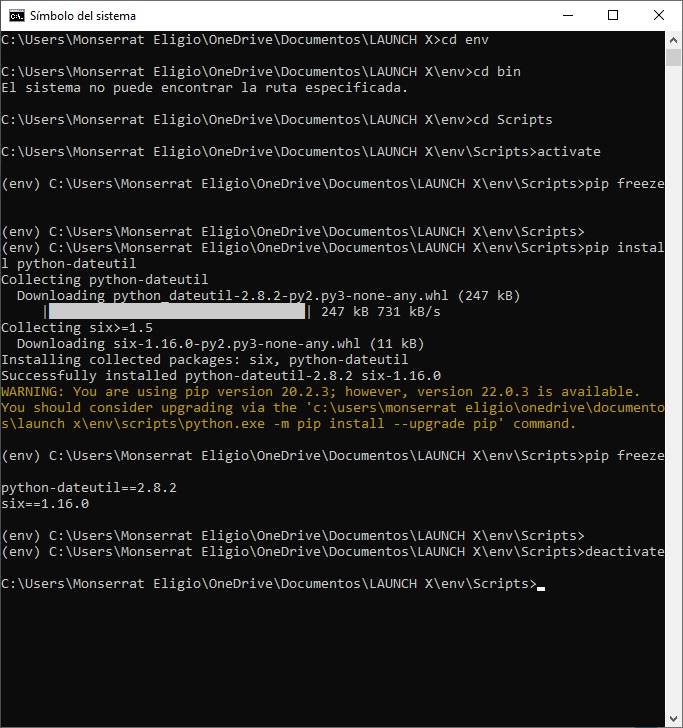 Símbolo del sistema
C:\Users\Monserrat Eligio\OneDrive\Documentos\LAUNCH X>cd env
C:\Users\Monserrat Eligio\OneDrive\Documentos\LAUNCH X\env>cd bin
El sistema no puede encontrar la ruta especificada.
C:\Users\Monserrat Eligio\OneDrive\Documentos\LAUNCH X\env>cd Scripts
C:\Users\Monserrat Eligio\OneDrive\Documentos\LAUNCH X\env\Scripts>activate
(env) C:\Users\Monserrat Eligio\OneDrive\Documentos\LAUNCH X\env\Scripts>pip freeze
(env) C:\Users\Monserrat Eligio\OneDrive\Documentos\LAUNCH X\env\Scripts>
(env) C:\Users\Monserrat Eligio\OneDrive\Documentos\LAUNCH X\env\Scripts>pip instal
l python-dateutil
Collecting python-dateutil
  Downloading python_dateutil-2.8.2-py2.py3-none-any.whl (247 kB)
     |████████████████████████████████| 247 kB 731 kB/s
Collecting six>=1.5
  Downloading six-1.16.0-py2.py3-none-any.whl (11 kB)
Installing collected packages: six, python-dateutil
Successfully installed python-dateutil-2.8.2 six-1.16.0
WARNING: You are using pip version 20.2.3; however, version 22.0.3 is available.
You should consider upgrading via the 'c:\users\monserrat eligio\onedrive\documento
s\launch x\env\scripts\python.exe -m pip install --upgrade pip' command.
(env) C:\Users\Monserrat Eligio\OneDrive\Documentos\LAUNCH X\env\Scripts>pip freeze
python-dateutil==2.8.2
six==1.16.0
(env) C:\Users\Monserrat Eligio\OneDrive\Documentos\LAUNCH X\env\Scripts>
(env) C:\Users\Monserrat Eligio\OneDrive\Documentos\LAUNCH X\env\Scripts>deactivate
C:\Users\Monserrat Eligio\OneDrive\Documentos\LAUNCH X\env\Scripts>